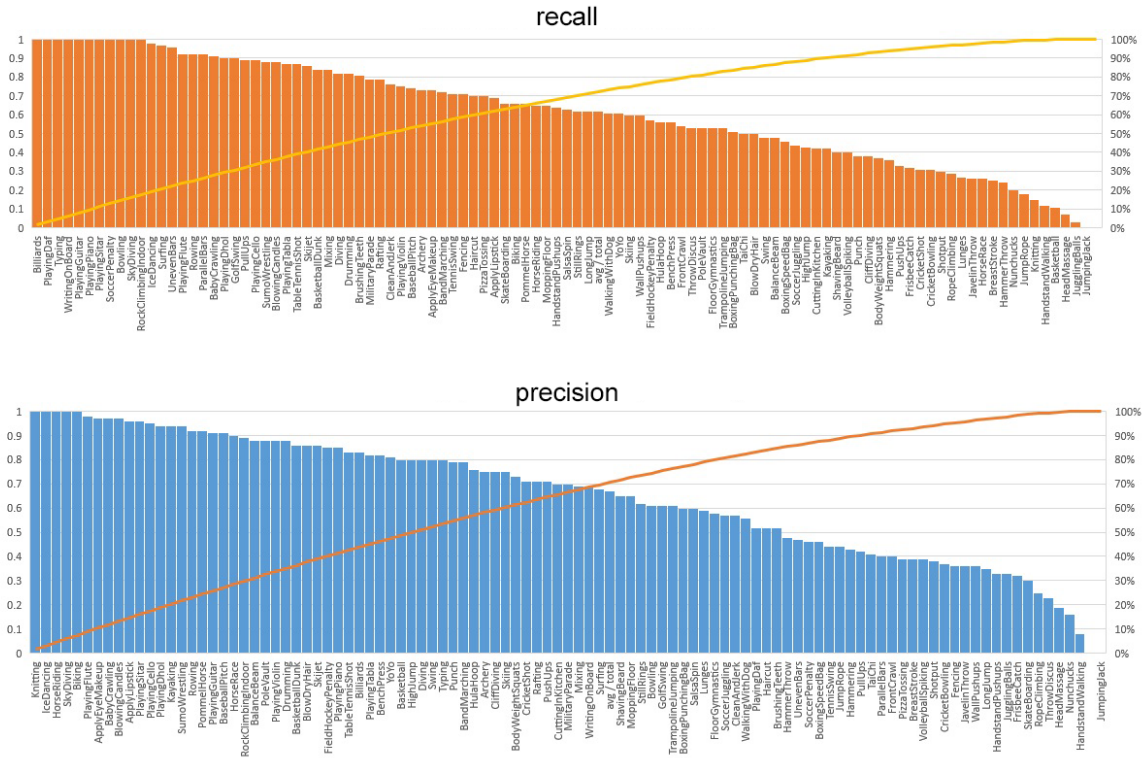 recall
1
0.9
0.8
0.7
0.6
0.5
0.4
0.3
0.2
0.1
0
100%
90%
80%
70%
60%
50%
40%
30%
20%
10%
0%
Billiards
PlayingDaf
Typing
WritingOnBoard
PlayingGuitar
PlayingPiano
PlayingSitar
SoccerPenalty
Bowling
SkyDiving
RockClimbingIndoor
IceDancing
Surfing
UnevenBars
PlayingFlute
Rowing
ParallelBars
BabyCrawling
PlayingDhol
GolfSwing
PullUps
PlayingCello
SumoWrestling
BlowingCandles
PlayingTabla
TableTennisShot
Skijet
BasketballDunk
Mixing
Diving
Drumming
BrushingTeeth
MilitaryParade
Rafting
CleanAndJerk
PlayingViolin
BaseballPitch
Archery
ApplyEyeMakeup
BandMarching
TennisSwing
Fencing
Haircut
PizzaTossing
ApplyLipstick
SkateBoarding
Biking
PommelHorse
HorseRiding
MoppingFloor
HandstandPushups
SalsaSpin
StillRings
LongJump
avg / total
WalkingWithDog
YoYo
Skiing
WallPushups
FieldHockeyPenalty
HulaHoop
BenchPress
FrontCrawl
ThrowDiscus
PoleVault
FloorGymnastics
TrampolineJumping
BoxingPunchingBag
TaiChi
BlowDryHair
Swing
BalanceBeam
BoxingSpeedBag
SoccerJuggling
HighJump
CuttingInKitchen
Kayaking
ShavingBeard
VolleyballSpiking
Punch
CliffDiving
BodyWeightSquats
Hammering
PushUps
FrisbeeCatch
CricketShot
CricketBowling
Shotput
RopeClimbing
Lunges
JavelinThrow
HorseRace
BreastStroke
HammerThrow
Nunchucks
JumpRope
Knitting
HandstandWalking
Basketball
HeadMassage
JugglingBalls
JumpingJack
precision
1
0.9
0.8
0.7
0.6
0.5
0.4
0.3
0.2
0.1
0
100%
90%
80%
70%
60%
50%
40%
30%
20%
10%
0%
Knitting
IceDancing
HorseRiding
SkyDiving
Biking
PlayingFlute
ApplyEyeMakeup
BabyCrawling
BlowingCandles
ApplyLipstick
PlayingSitar
PlayingCello
PlayingDhol
Kayaking
SumoWrestling
Rowing
PommelHorse
PlayingGuitar
BaseballPitch
HorseRace
RockClimbingIndoor
BalanceBeam
PoleVault
PlayingViolin
Drumming
BasketballDunk
BlowDryHair
Skijet
FieldHockeyPenalty
PlayingPiano
TableTennisShot
Billiards
PlayingTabla
BenchPress
YoYo
Basketball
HighJump
Diving
Swing
Typing
Punch
BandMarching
HulaHoop
Archery
CliffDiving
Skiing
BodyWeightSquats
CricketShot
Rafting
PushUps
CuttingInKitchen
MilitaryParade
Mixing
WritingOnBoard
Surfing
avg / total
ShavingBeard
MoppingFloor
StillRings
Bowling
GolfSwing
TrampolineJumping
BoxingPunchingBag
SalsaSpin
Lunges
FloorGymnastics
SoccerJuggling
CleanAndJerk
WalkingWithDog
PlayingDaf
Haircut
BrushingTeeth
HammerThrow
UnevenBars
SoccerPenalty
BoxingSpeedBag
TennisSwing
JumpRope
Hammering
PullUps
TaiChi
ParallelBars
FrontCrawl
PizzaTossing
BreastStroke
VolleyballSpiking
Shotput
CricketBowling
Fencing
JavelinThrow
WallPushups
LongJump
HandstandPushups
JugglingBalls
FrisbeeCatch
SkateBoarding
RopeClimbing
ThrowDiscus
HeadMassage
Nunchucks
HandstandWalking
JumpingJack